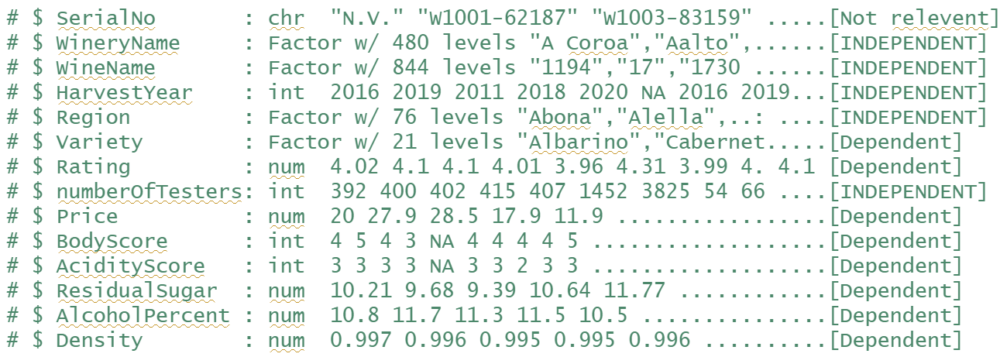 # $ SerialNo : chr "N.V." "W1001-62187" "W1003-83159" .....[Not relevent]
# $ WineryName : Factor w/ 480 levels "A Coroa","Aalto",......[INDEPENDENT]
# $ WineName : Factor w/ 844 levels "1194","17","1730 ......[INDEPENDENT]
# $ HarvestYear : int 2016 2019 2011 2018 2020 NA 2016 2019...[INDEPENDENT]
# $ Region : Factor w/ 76 levels "Abona","Alella",..: ....[INDEPENDENT]
# $ Variety : Factor w/ 21 levels "Albarino","Cabernet.....[Dependent]
# $ Rating : num 4.02 4.1 4.1 4.01 3.96 4.31 3.99 4. 4.1 [Dependent]
# $ numberOfTesters: int 392 400 402 415 407 1452 3825 54 66 ....[INDEPENDENT]
# $ Price : num 20 27.9 28.5 17.9 11.9 .................[Dependent]
# $ BodyScore : int 4 5 4 3 NA 4 4 4 4 5 ...................[Dependent]
# $ AcidityScore : int 3 3 3 3 NA 3 3 2 3 3 ...................[Dependent]
# $ ResidualSugar : num 10.21 9.68 9.39 10.64 11.77 .............[Dependent]
# $ AlcoholPercent : num 10.8 11.7 11.3 11.5 10.5 ...............[Dependent]
# $ Density : num 0.997 0.996 0.995 0.995 0.996 ..........[Dependent]